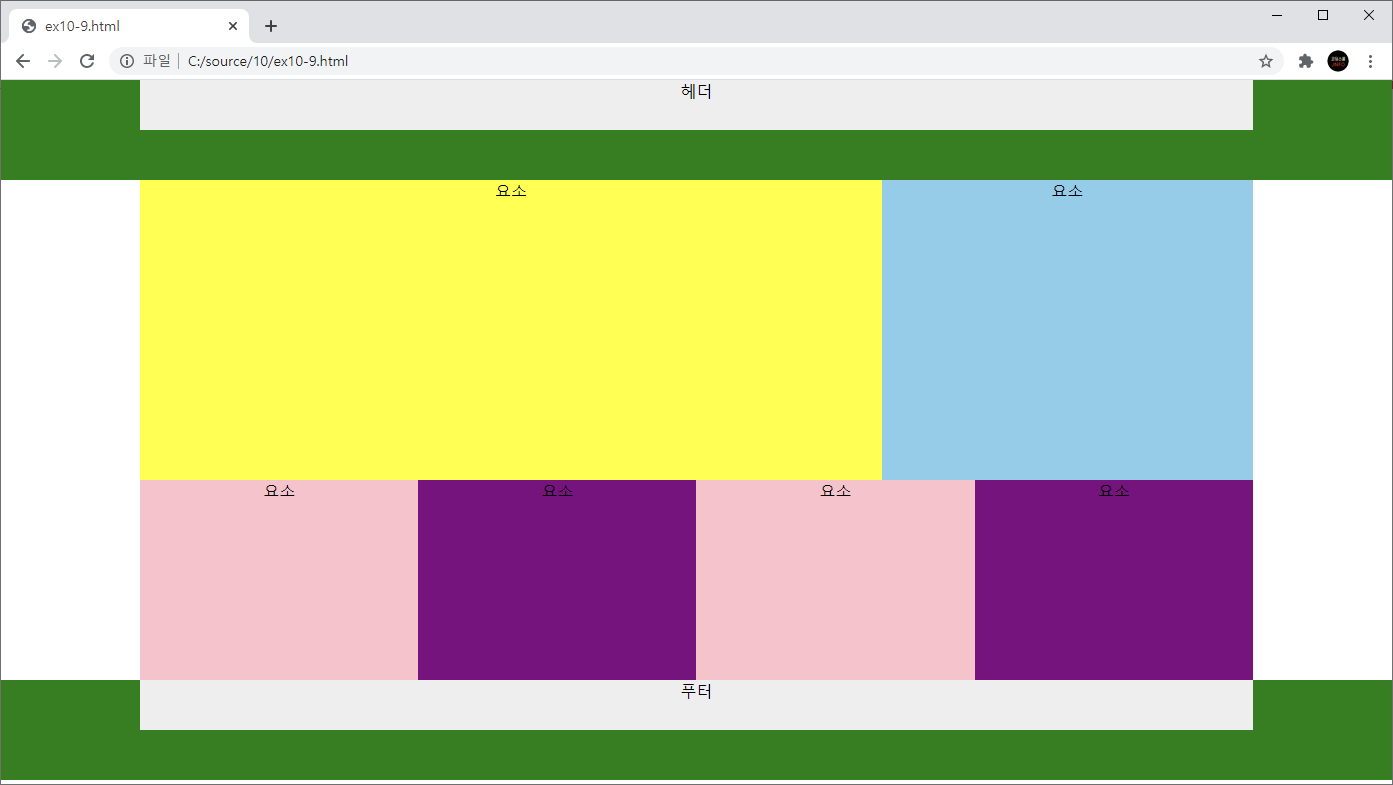 ex10-9.html
파일 C:/source/10/ex10-9.html
헤더
요소 요소
요소 요소 요소 요소
푸터